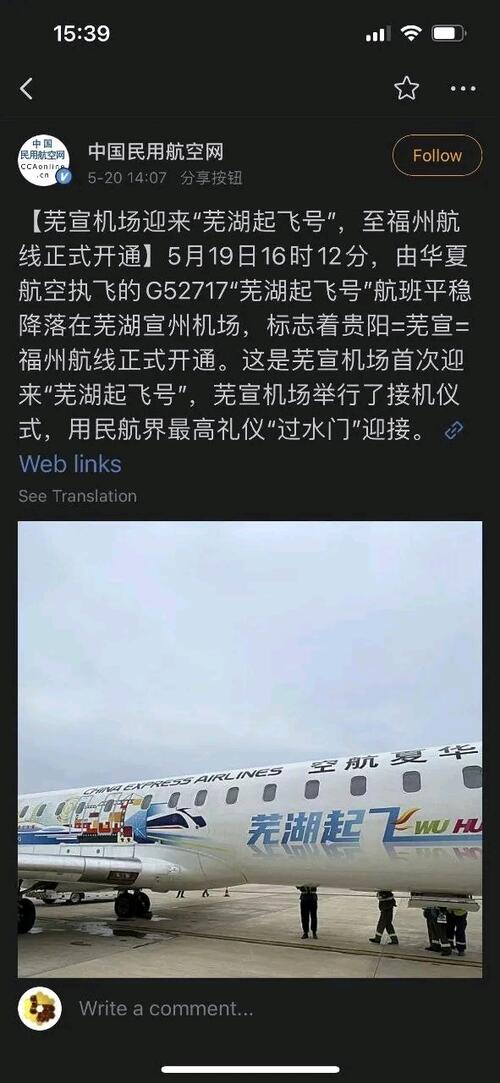 15:39
中国
民用航空网
CCAonline
.cn
中国民用航空网
5-20 14:07 分享按钮
Follow
【芜宣机场迎来“芜湖起飞号”，至福州航
线正式开通】5月19日16时12分，由华夏
航空执飞的G52717“芜湖起飞号”航班平稳
降落在芜湖宣州机场，标志着贵阳=芜宣=
福州航线正式开通。这是芜宣机场首次迎
来“芜湖起飞号”，芜宣机场举行了接机仪
式，用民航界最高礼仪“过水门”迎接。
Web links
See Translation
CHINA EXPRESS AIRLINES 空航夏华
芜湖起飞 WU HU
Write a comment...